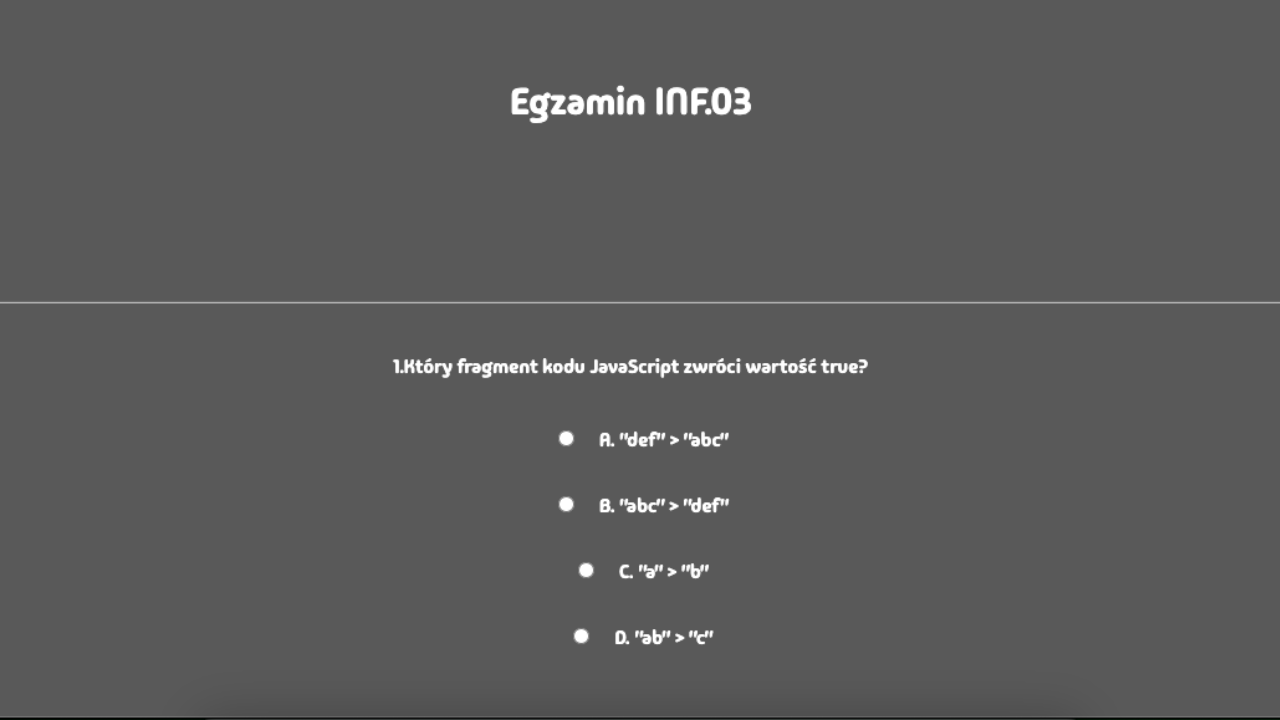 Egzamin INF.03
1.Który fragment kodu JavaScript zwróci wartość true?
A. "def" > "abc"
B. "abc" > "def"
C. "a" > "b"
D. "ab" > "c"